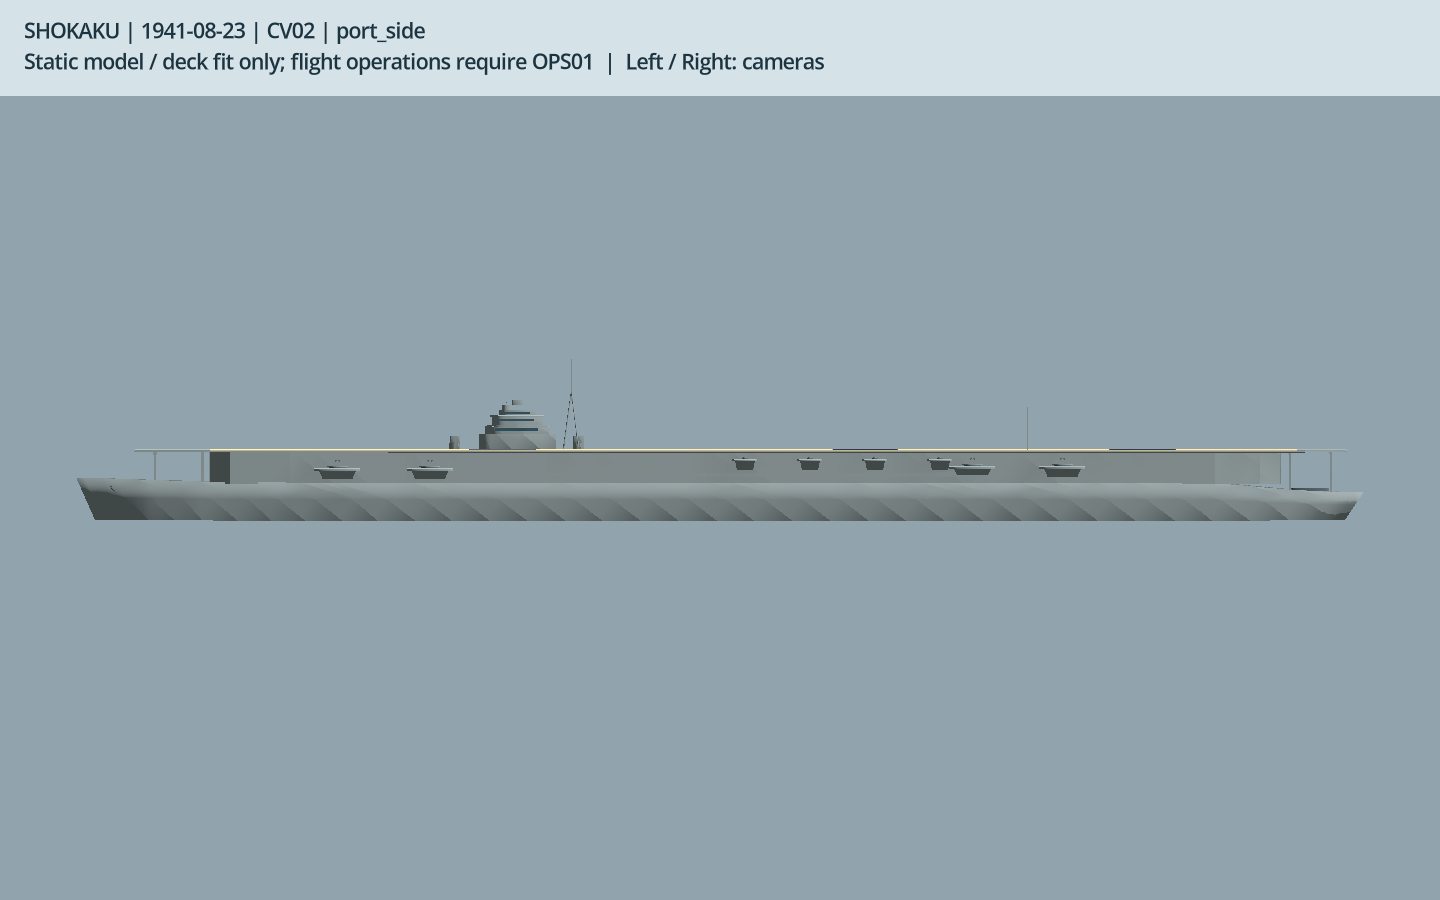 SHOKAKU | 1941-08-23 | CV02 | port_side
Static model / deck fit only; flight operations require OPS01 | Left / Right: cameras